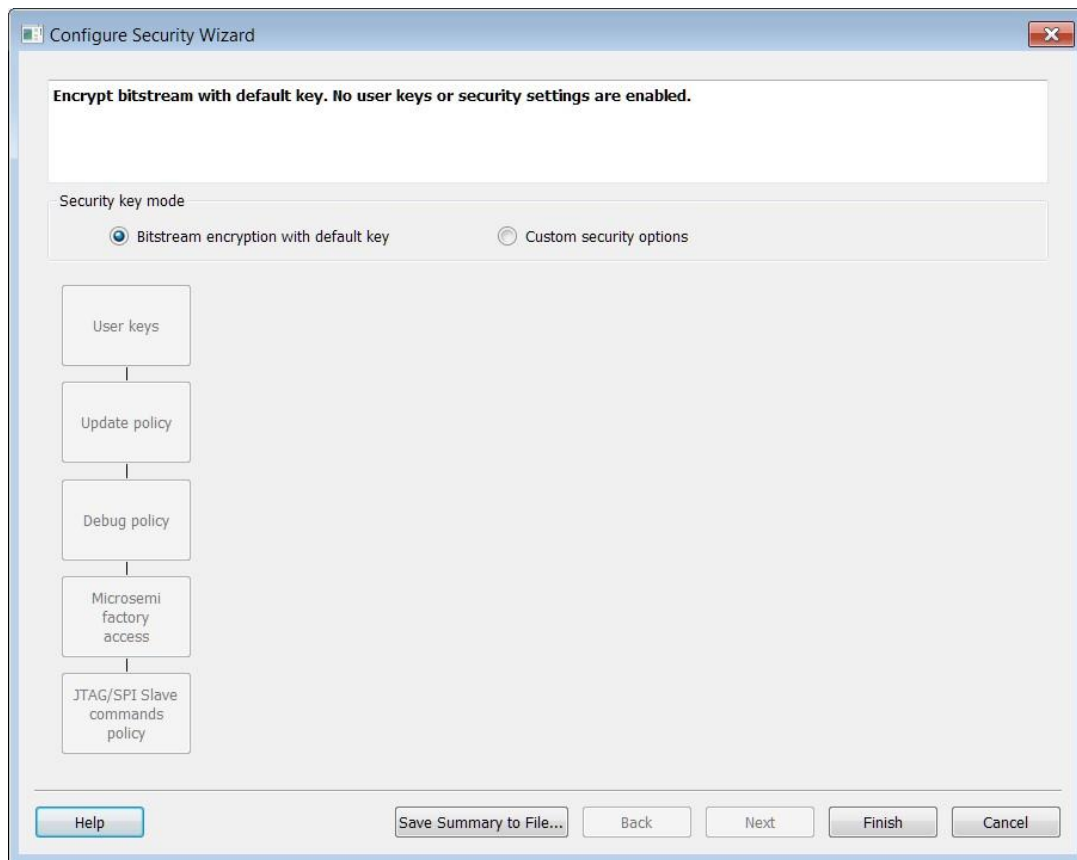 Configure Security Wizard
Encrypt bitstream with default key. No user keys or security settings are enabled.
Security key mode
Bitstream encryption with default key
Custom security options
User keys
Update policy
Debug policy
Microsemi
factory
access
JTAG/SPI Slave
commands
policy
Help
Save Summary to File...
Back
Next
Finish
Cancel